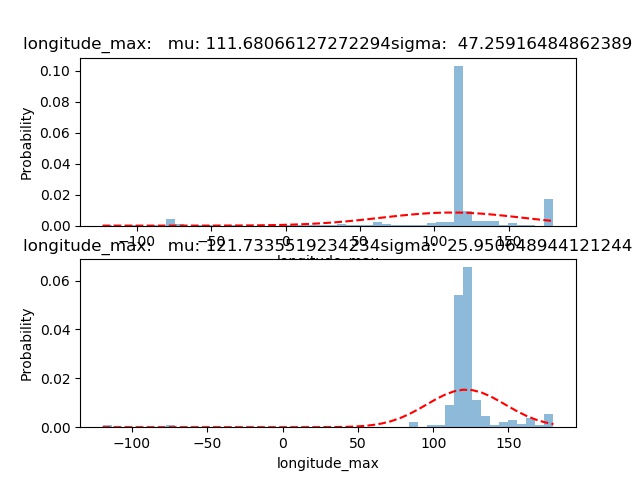 longitude_max:   mu: 111.68066127272294sigma:  47.25916484862389
0.10
0.08
0.06
0.04
0.02
0.00
Probability
−100 −50 0 50 100 150
longitude_max
longitude_max:   mu: 121.7335519234234sigma:  25.950648944121244
0.06
0.04
0.02
0.00
Probability
−100 −50 0 50 100 150
longitude_max